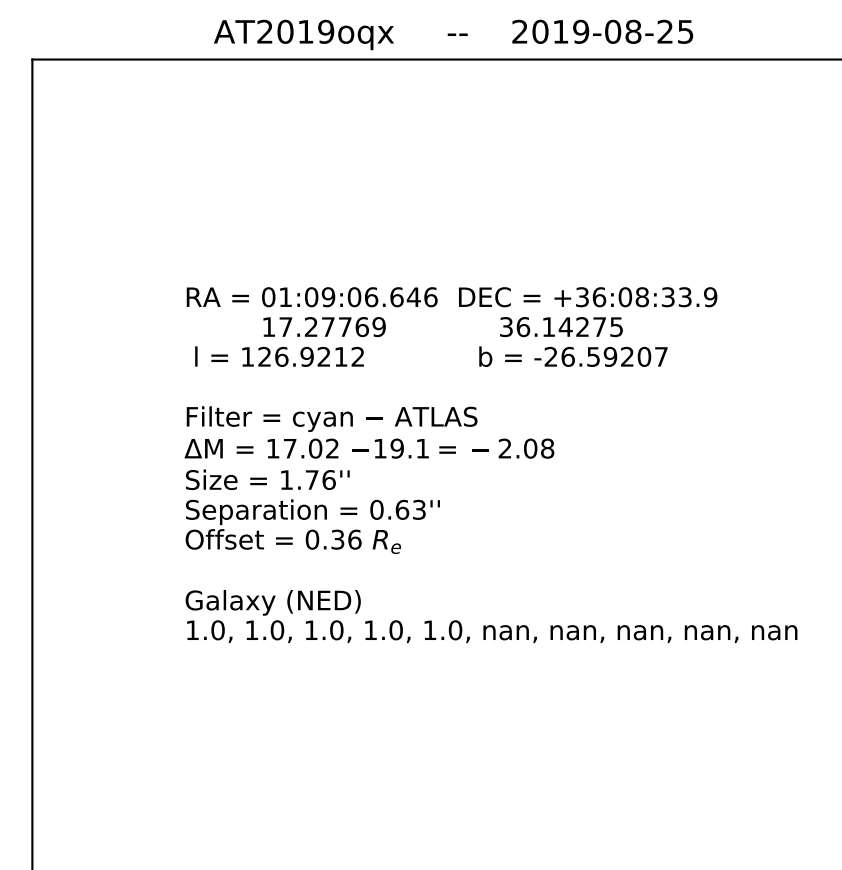 AT2019oqx -- 2019-08-25
RA = 01:09:06.646 DEC = +36:08:33.9
17.27769 36.14275
l = 126.9212 b = -26.59207
Filter = cyan − ATLAS
ΔM = 17.02 −19.1 = − 2.08
Size = 1.76''
Separation = 0.63''
Offset = 0.36 Re
Galaxy (NED)
1.0, 1.0, 1.0, 1.0, 1.0, nan, nan, nan, nan, nan